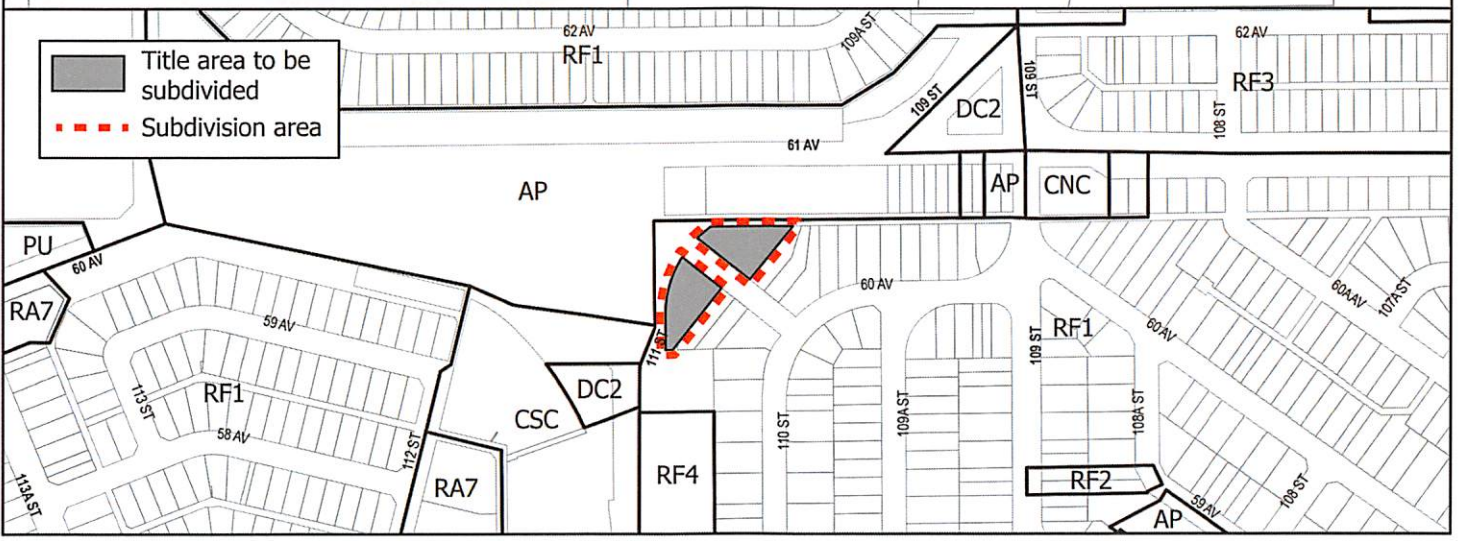 62 AV
RF1
109A ST
Title area to be
subdivided
Subdivision area
109 ST
DC2
109 ST
62 AV
RF3
108 ST
61 AV
AP
AP
CNC
PU
60 AV
RA7
59 AV
RF1
113 ST
58 AV
112 ST
113A ST
CSC
DC2
RA7
111 ST
RF4
60 AV
110 ST
109A ST
109 ST
RF1
108A ST
60 AV
60A AV
107A ST
RF2
59 AV
108 ST
AP